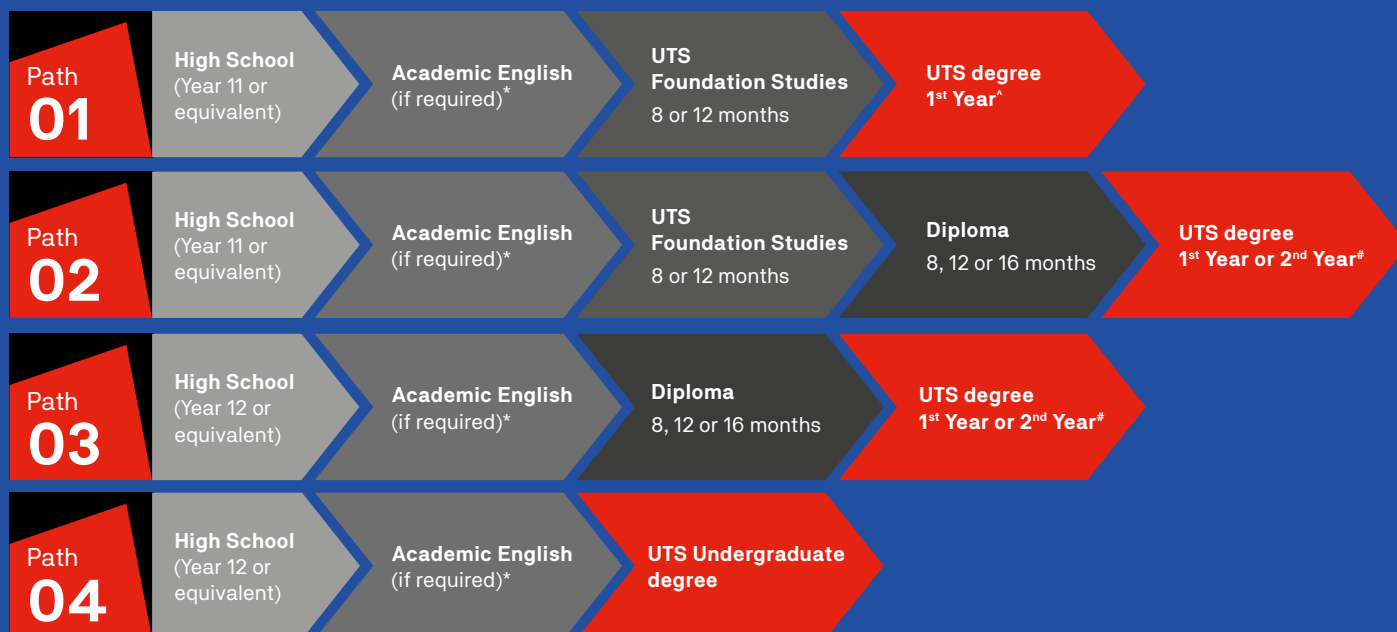 Path
01
High School
(Year 11 or
equivalent)
Academic English
(if required)*
UTS
Foundation Studies
8 or 12 months
UTS degree
1st Year^
Path
02
High School
(Year 11 or
equivalent)
Academic English
(if required)*
UTS
Foundation Studies
8 or 12 months
Diploma
8, 12 or 16 months
UTS degree
1st Year or 2nd Year#
Path
03
High School
(Year 12 or
equivalent)
Academic English
(if required)*
Diploma
8, 12 or 16 months
UTS degree
1st Year or 2nd Year#
Path
04
High School
(Year 12 or
equivalent)
Academic English
(if required)*
UTS Undergraduate
degree